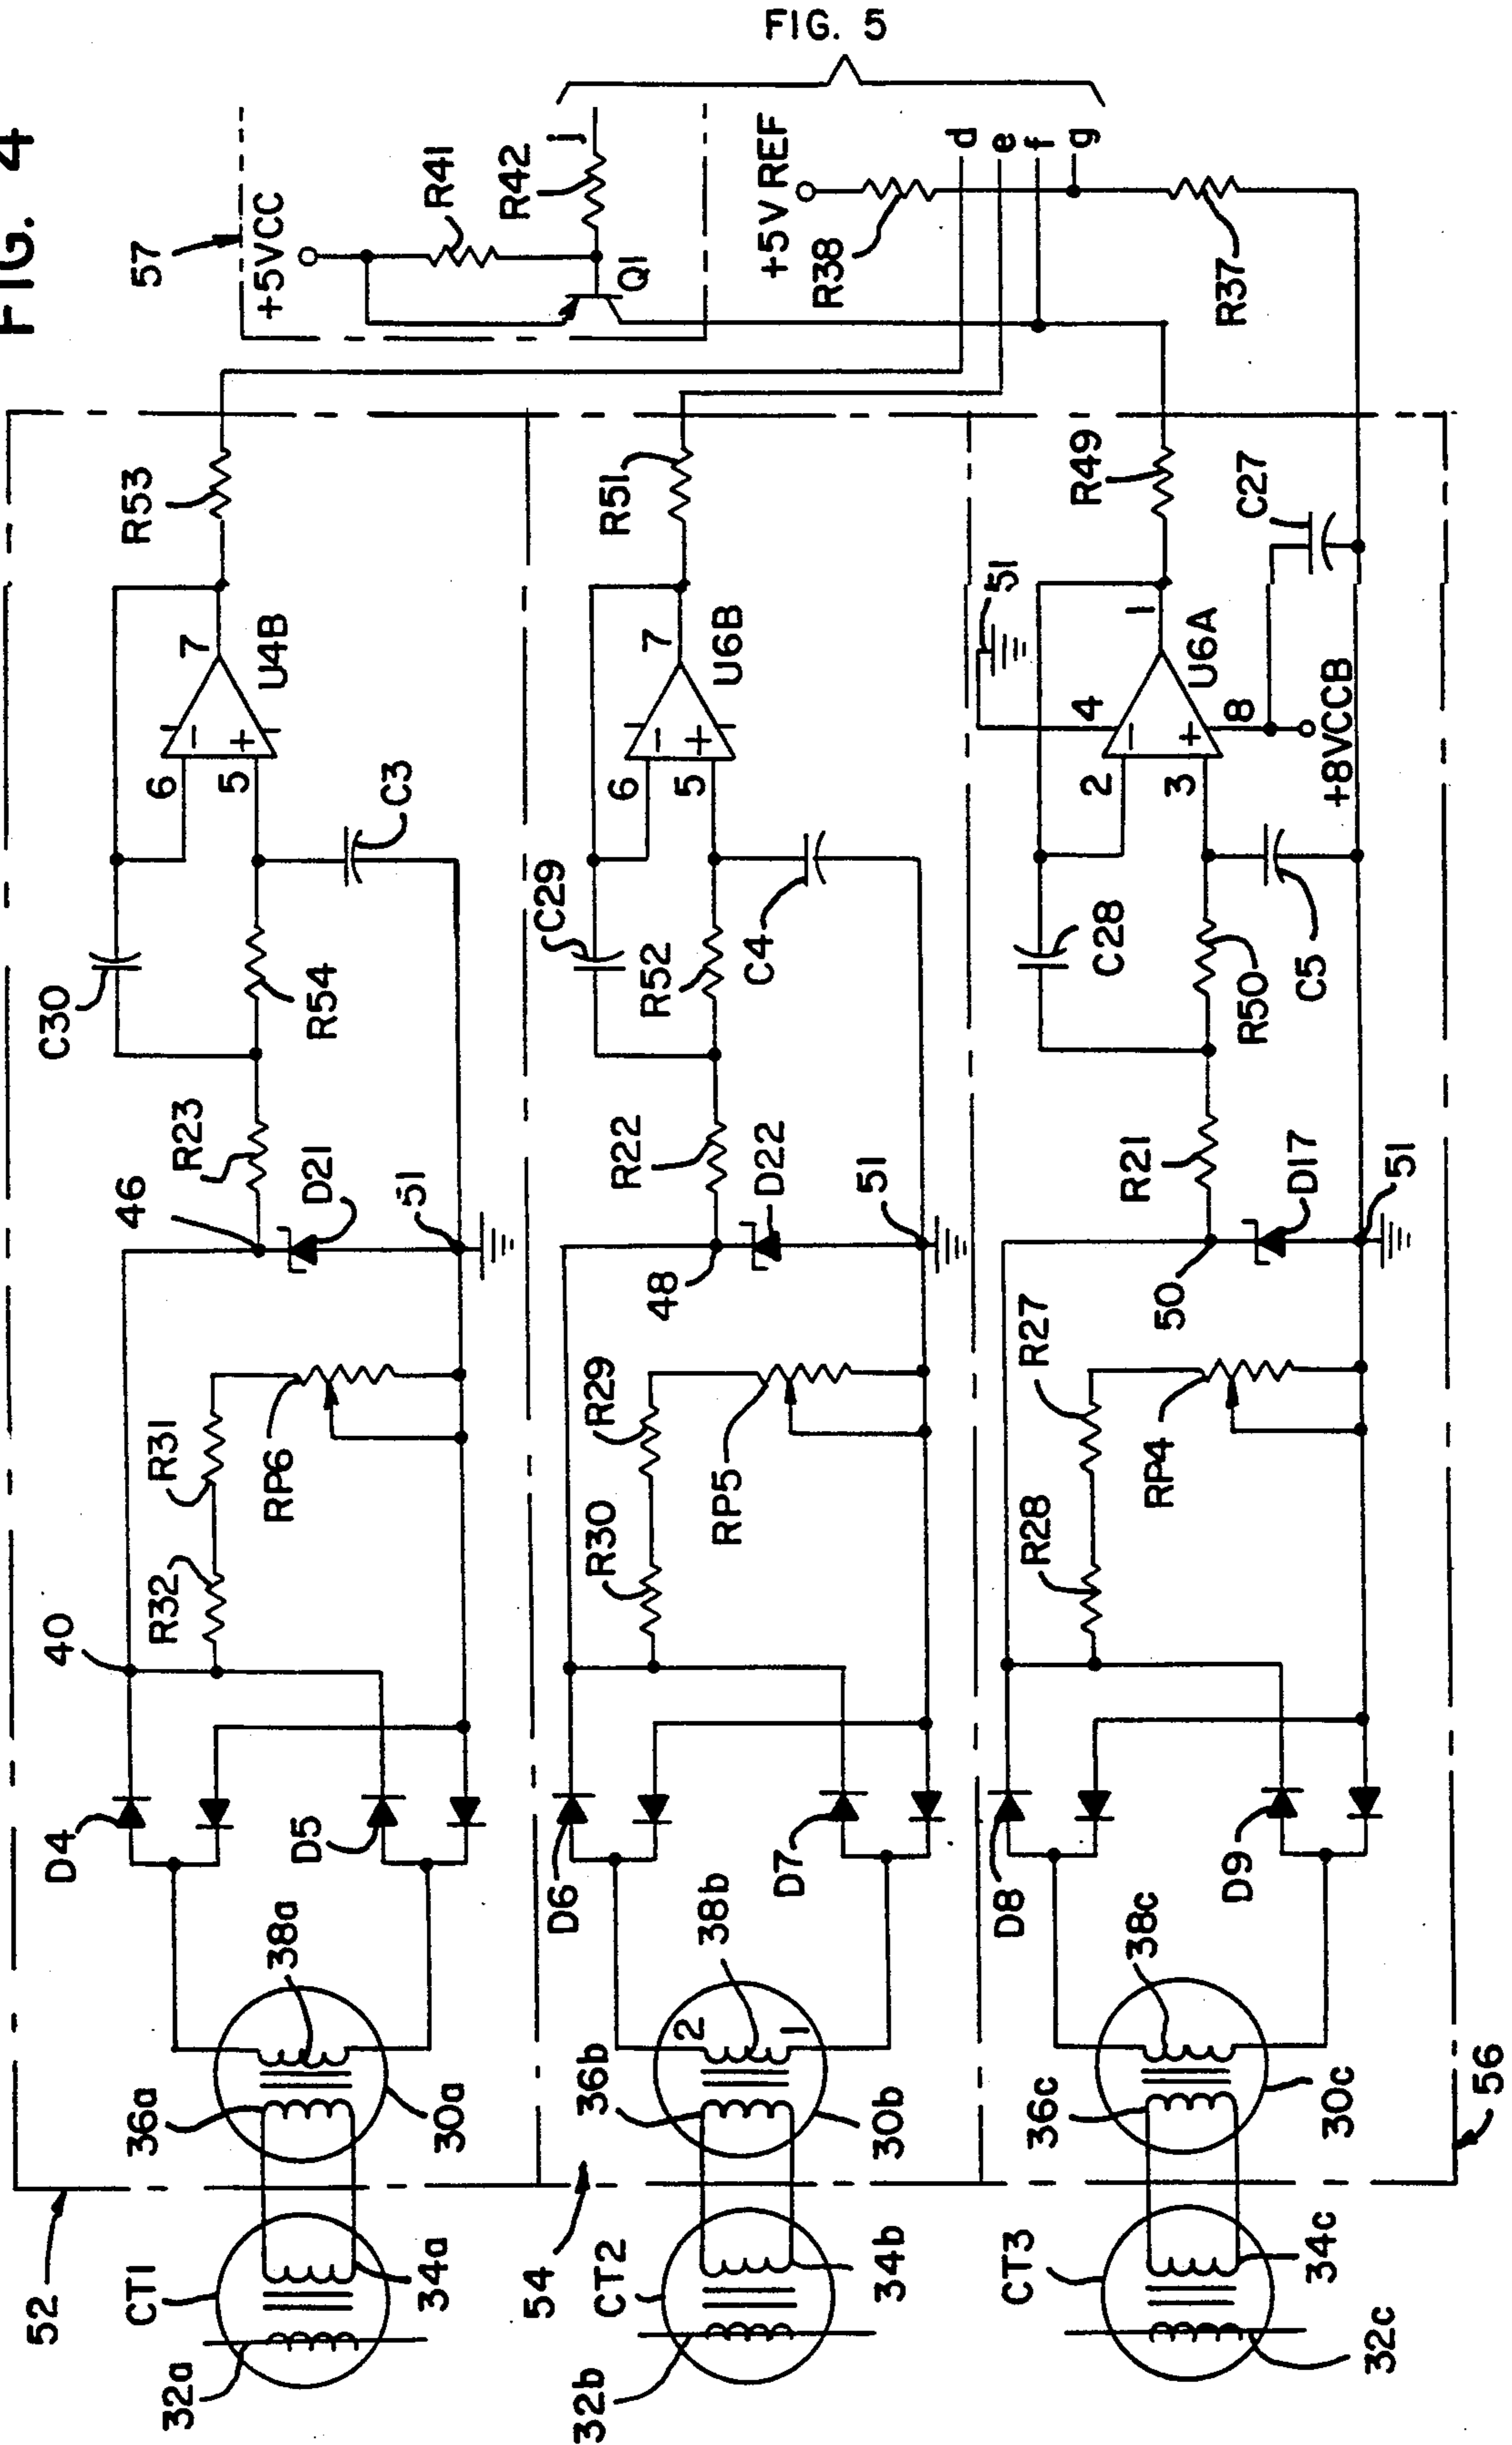 FIG. 4
FIG. 5
57
+5VCC
R41
R42
j
Q1
+5V REF
R38
R37
d
e
f
g
52
CT1
32a
34a
36a
38a
30a
D4
D5
40
R32
R31
RP6
46
D21
51
R23
R54
C30
C3
6
5
7
U4B
R53
54
CT2
32b
34b
36b
38b
2
1
30b
D6
D7
R30
R29
RP5
48
D22
51
R22
R52
C29
C4
6
5
7
U6B
R51
56
CT3
32c
34c
36c
38c
30c
D8
D9
R28
R27
RP4
50
D17
51
R21
R50
C28
C5
2
3
4
8
1
U6A
51
+8VCCB
C27
R49